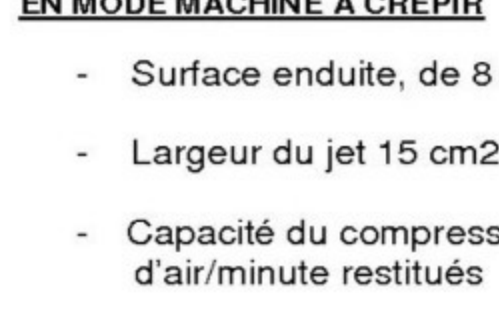 EN MODE MACHINE A CREPIR
- Surface enduite, de 8
- Largeur du jet 15 cm2
- Capacité du compress
d'air/minute restitués